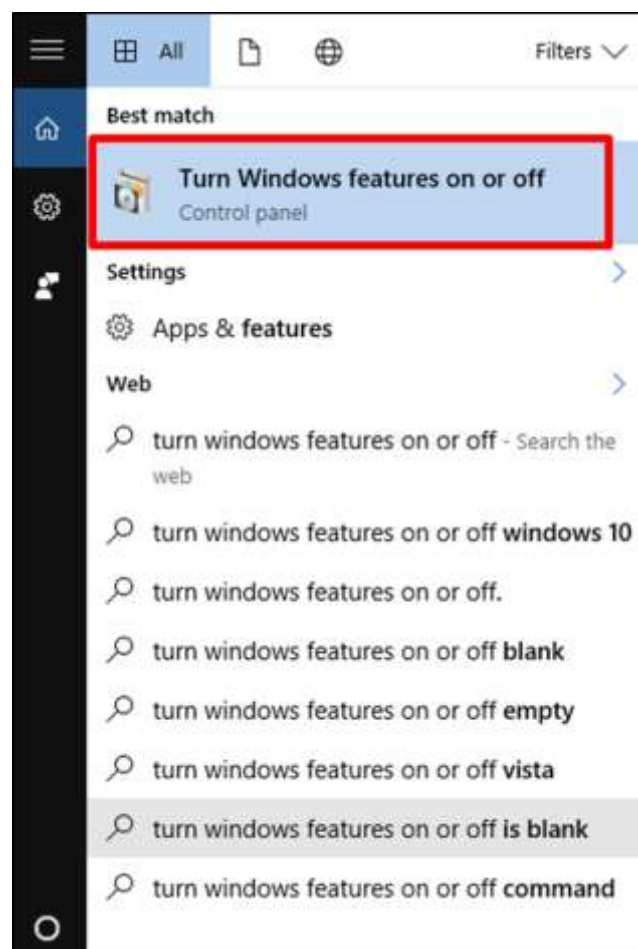 All
Filters
Best match
Turn Windows features on or off
Control panel
Settings
Apps & features
Web
turn windows features on or off - Search the
web
turn windows features on or off windows 10
turn windows features on or off.
turn windows features on or off blank
turn windows features on or off empty
turn windows features on or off vista
turn windows features on or off is blank
turn windows features on or off command